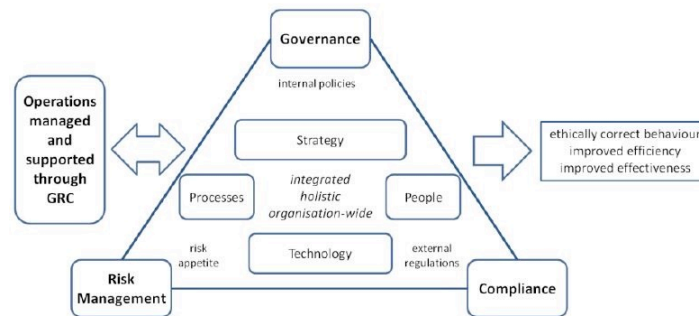 Governance
internal policies
Operations
managed
and
supported
through
GRC
Strategy
ethically correct behaviour
improved efficiency
improved effectiveness
Processes
integrated
holistic
organisation-wide
People
risk
appetite
Technology
external
regulations
Risk
Management
Compliance